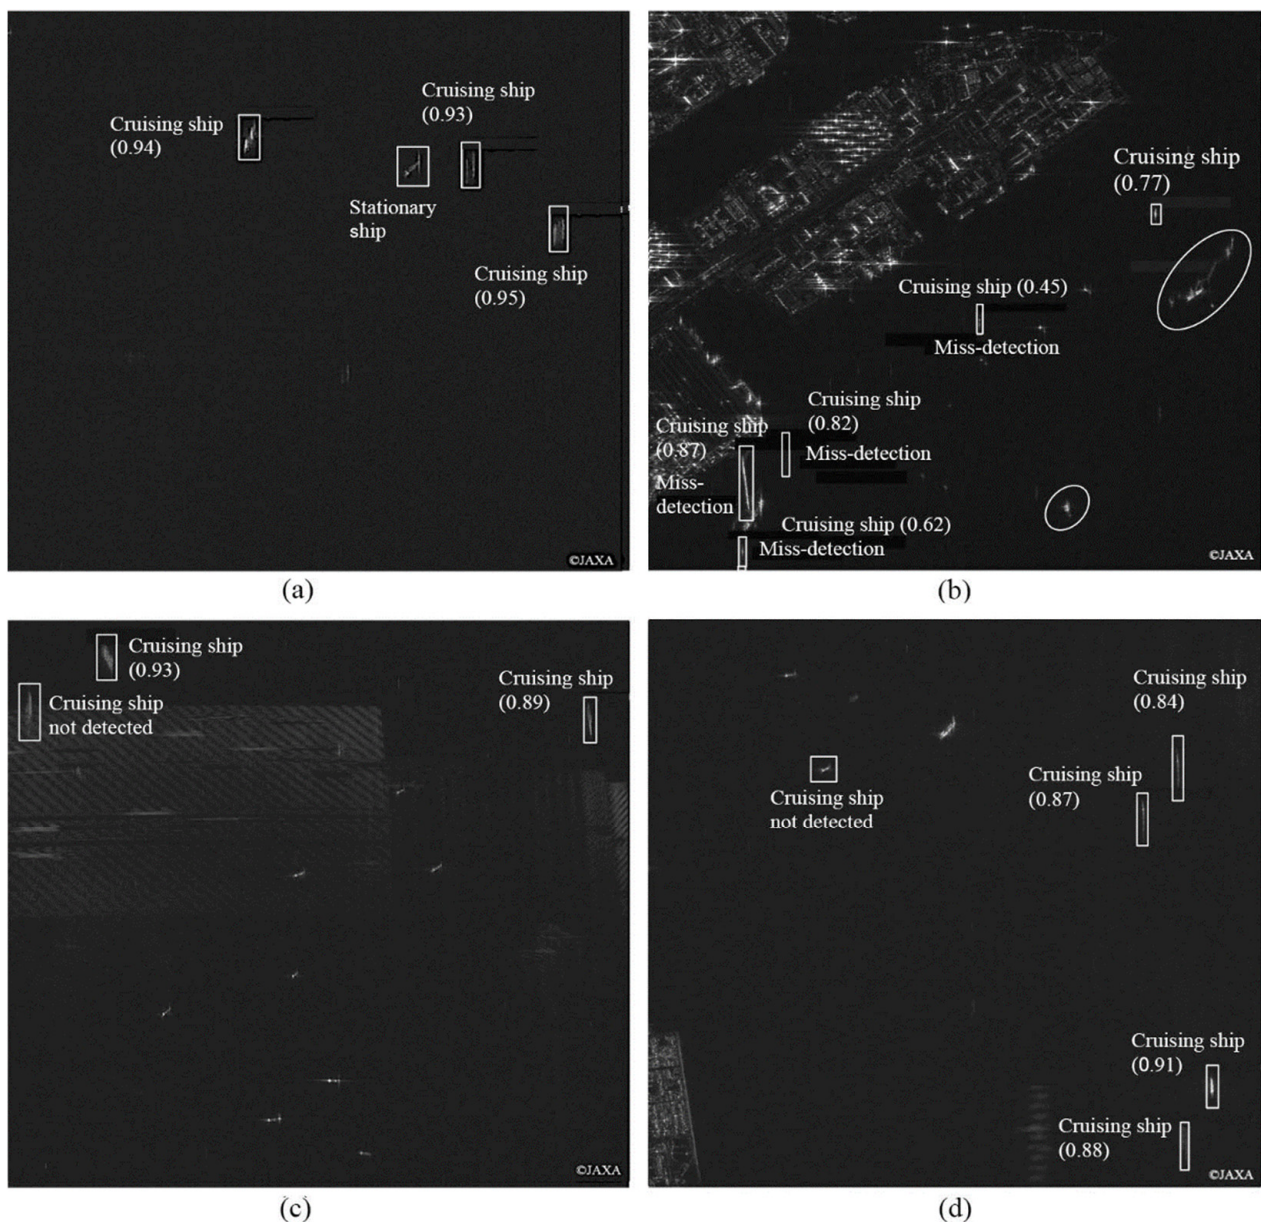 Cruising ship
(0.93)
Cruising ship
(0.94)
Stationary
ship
Cruising ship
(0.95)
©JAXA
(a)
Cruising ship
(0.77)
Cruising ship (0.45)
Miss-detection
Cruising ship
(0.82)
Cruising ship
(0.87)
Miss-detection
Miss-
detection
Cruising ship (0.62)
Miss-detection
©JAXA
(b)
Cruising ship
(0.93)
Cruising ship
not detected
Cruising ship
(0.89)
©JAXA
(c)
Cruising ship
(0.84)
Cruising ship
(0.87)
Cruising ship
not detected
Cruising ship
(0.91)
Cruising ship
(0.88)
©JAXA
(d)